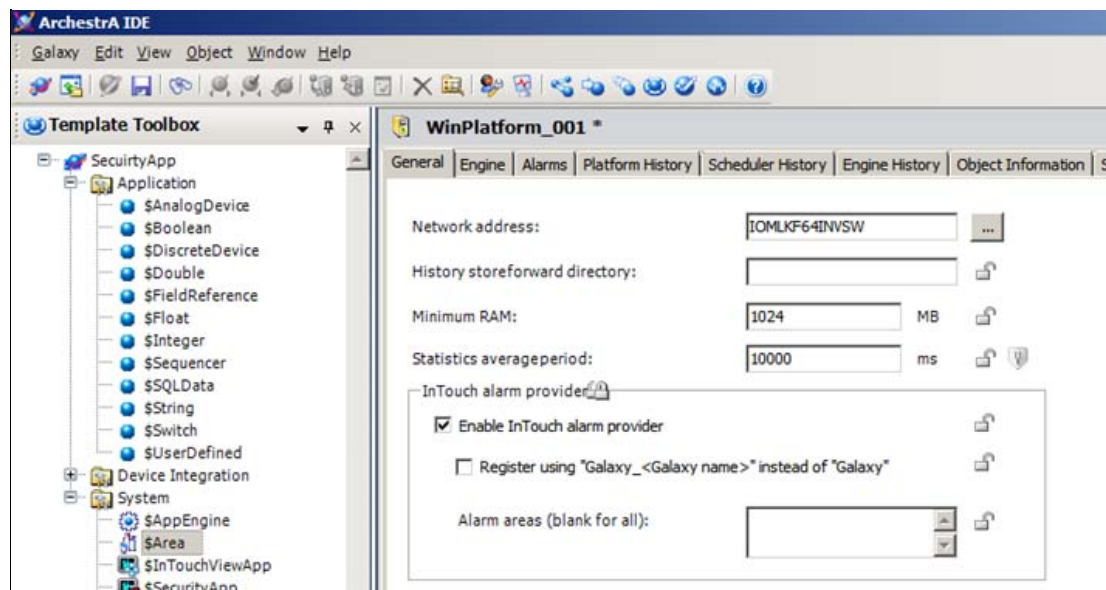 ArchestrA IDE
Galaxy Edit View Object Window Help
Template Toolbox
SecuirtyApp
Application
$AnalogDevice
$Boolean
$DiscreteDevice
$Double
$FieldReference
$Float
$Integer
$Sequencer
$SQLData
$String
$Switch
$UserDefined
Device Integration
System
$AppEngine
$Area
$InTouchViewApp
$SecurityApp
WinPlatform_001 *
General Engine Alarms Platform History Scheduler History Engine History Object Information S
Network address: IOMLKF64INVSW ...
History storeforward directory:
Minimum RAM: 1024 MB
Statistics averageperiod: 10000 ms
InTouch alarm provider
Enable InTouch alarm provider
Register using "Galaxy_<Galaxy name>" instead of "Galaxy"
Alarm areas (blank for all):